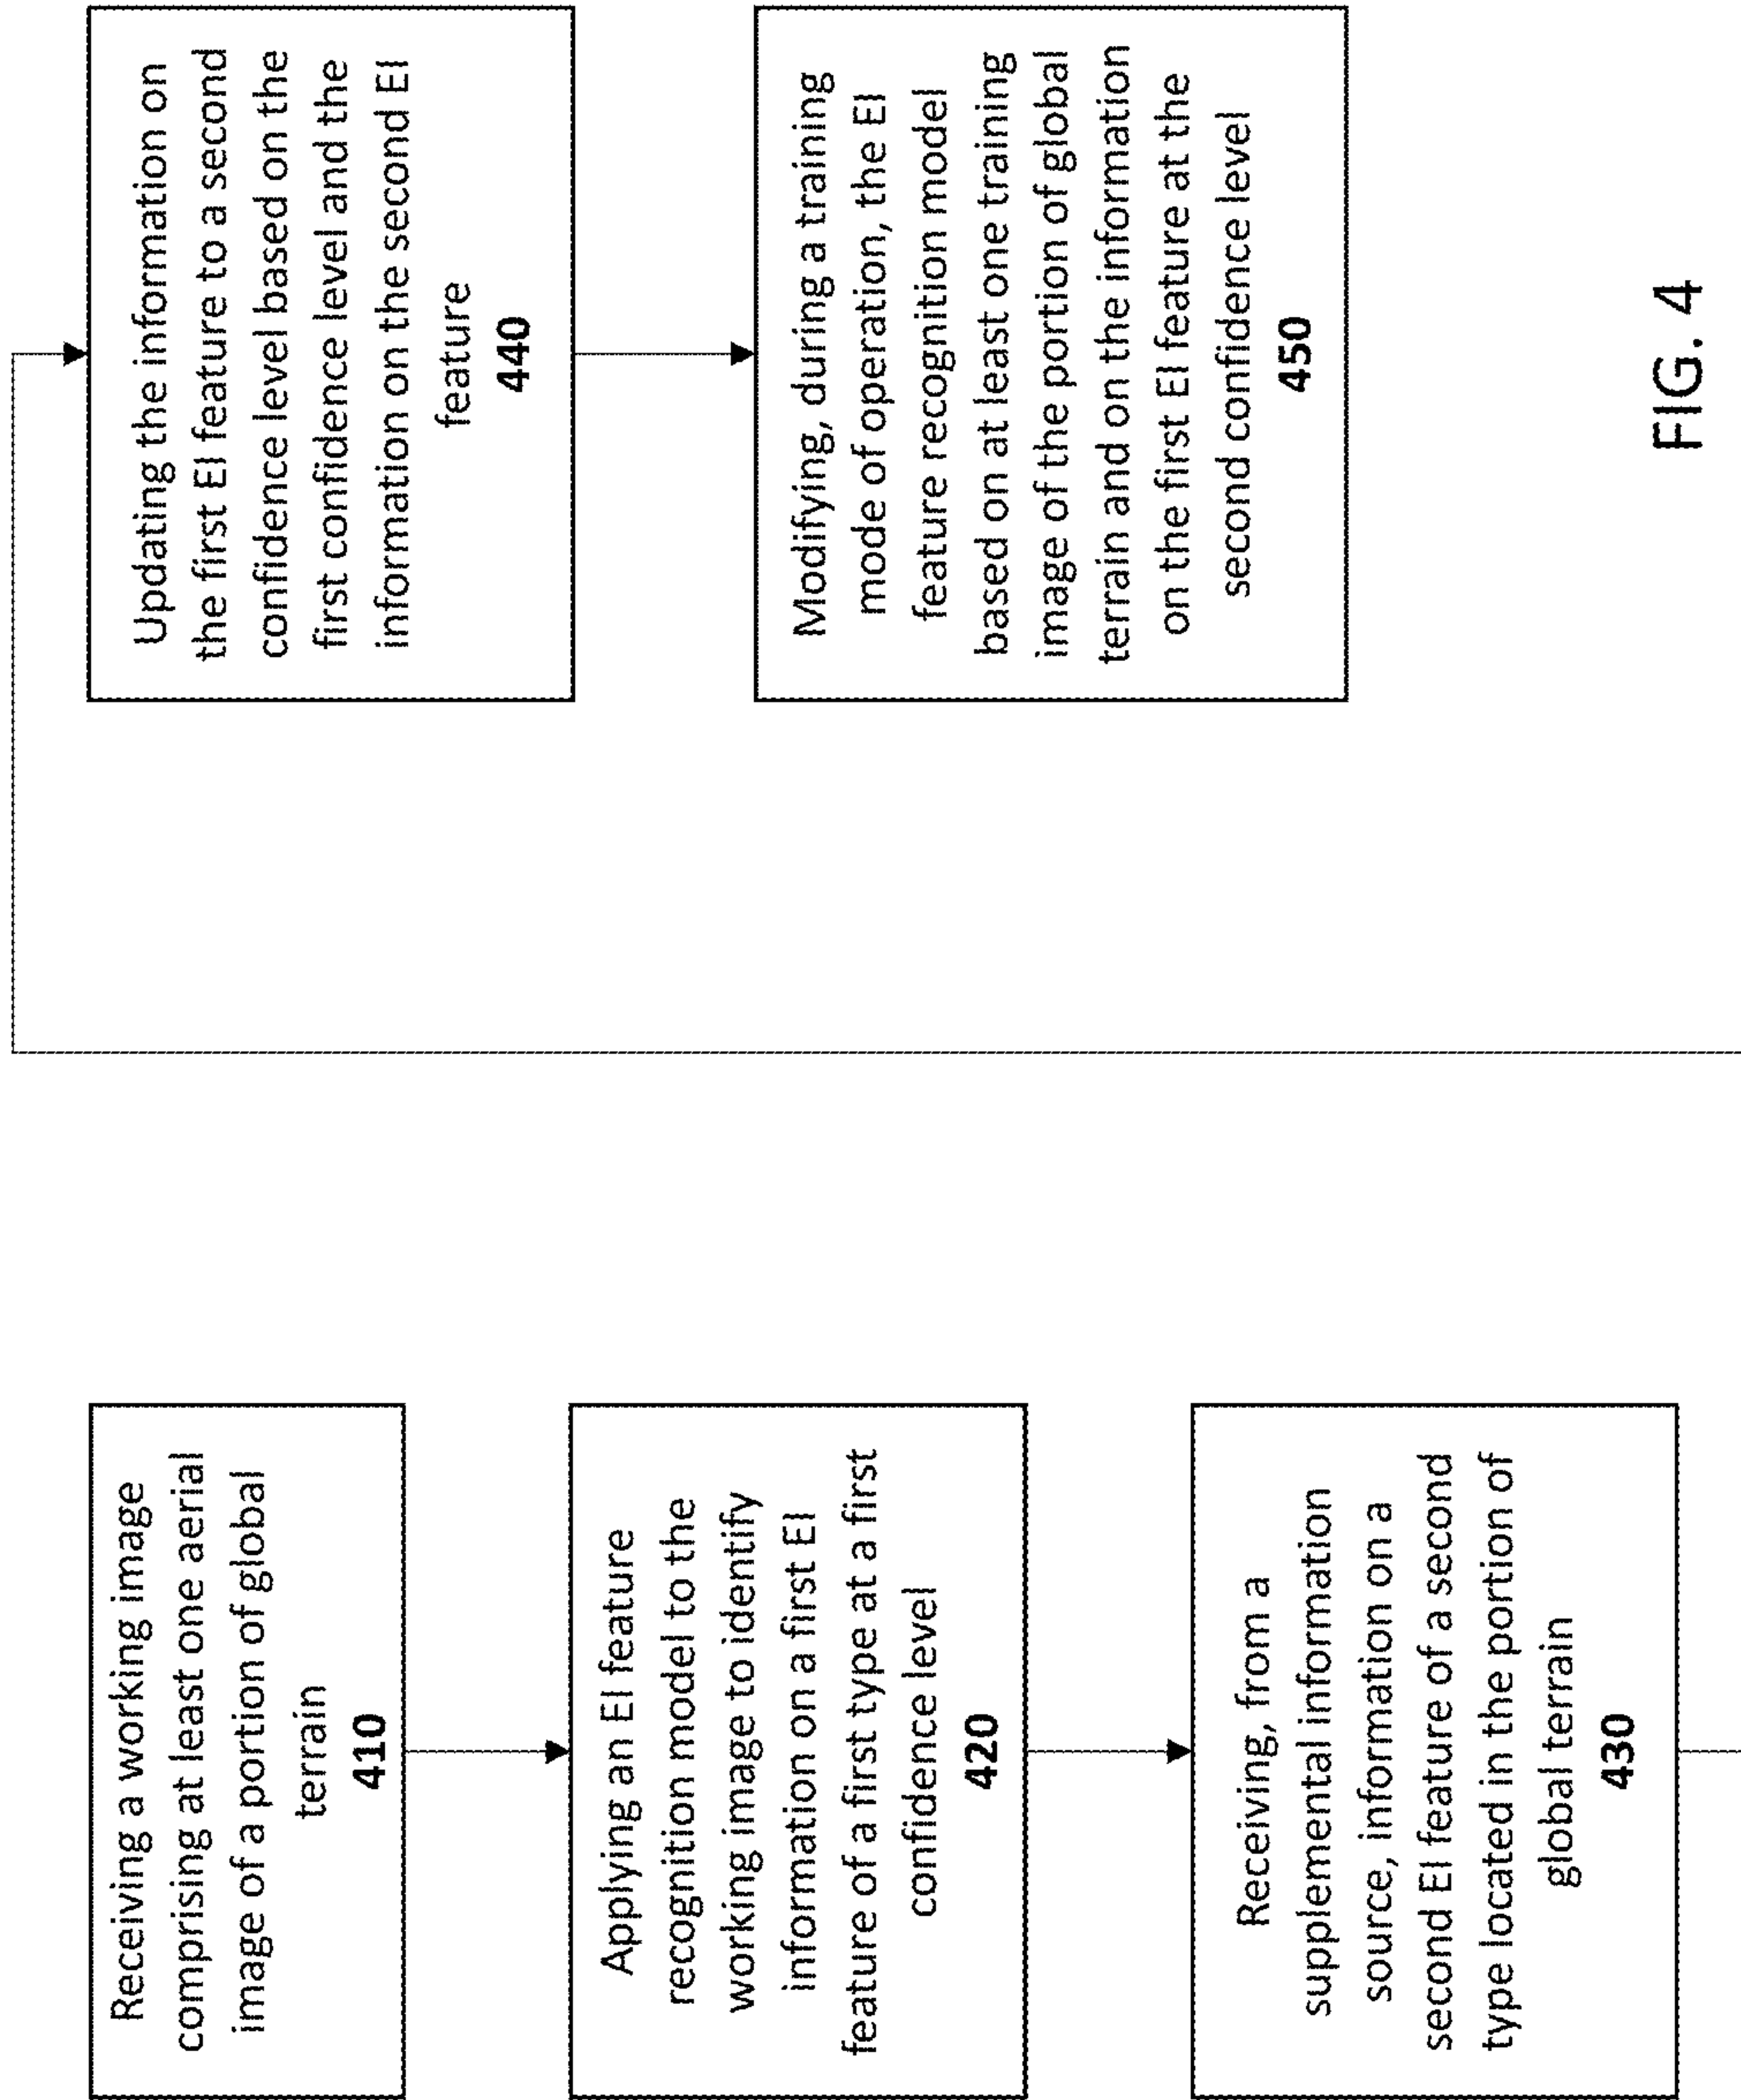 Receiving a working image
comprising at least one aerial
image of a portion of global
terrain
410
Applying an EI feature
recognition model to the
working image to identify
information on a first EI
feature of a first type at a first
confidence level
420
Receiving, from a
supplemental information
source, information on a
second EI feature of a second
type located in the portion of
global terrain
430
Updating the information on
the first EI feature to a second
confidence level based on the
first confidence level and the
information on the second EI
feature
440
Modifying, during a training
mode of operation, the EI
feature recognition model
based on at least one training
image of the portion of global
terrain and on the information
on the first EI feature at the
second confidence level
450
FIG. 4